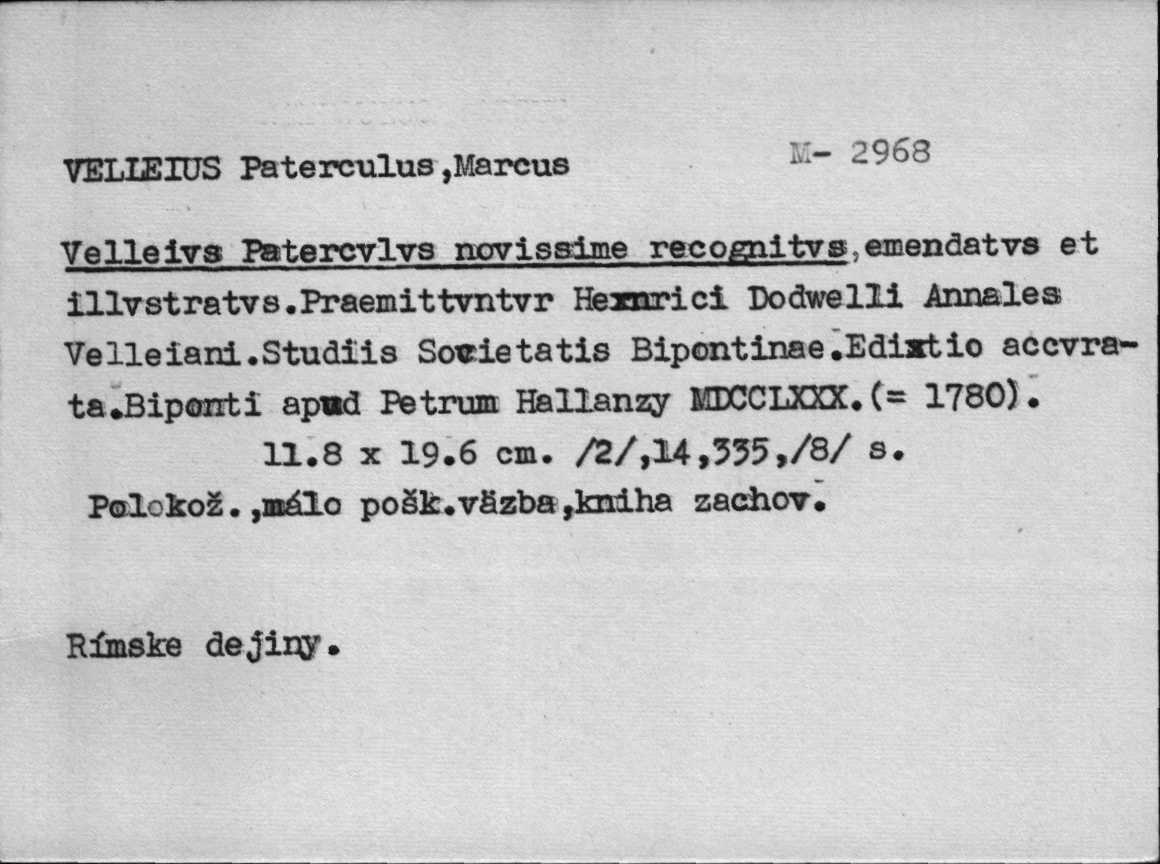 VELLEIUS Paterculus,Marcus M- 2968
Velleivs Patercvlvs novissime recognitvs,emendatvs et
illvstratvs.Praemittvntvr Henrici Dodwelli Annales
Velleiani.Studiis Societatis Bipontinae.Editio accvra-
ta.Biponti apud Petrum Hallanzy MDCCLXXX.(= 1780).
11.8 x 19.6 cm. /2/,14,335,/8/ s.
Polokož.,málo pošk.väzba,kniha zachov.
Rímske dejiny.